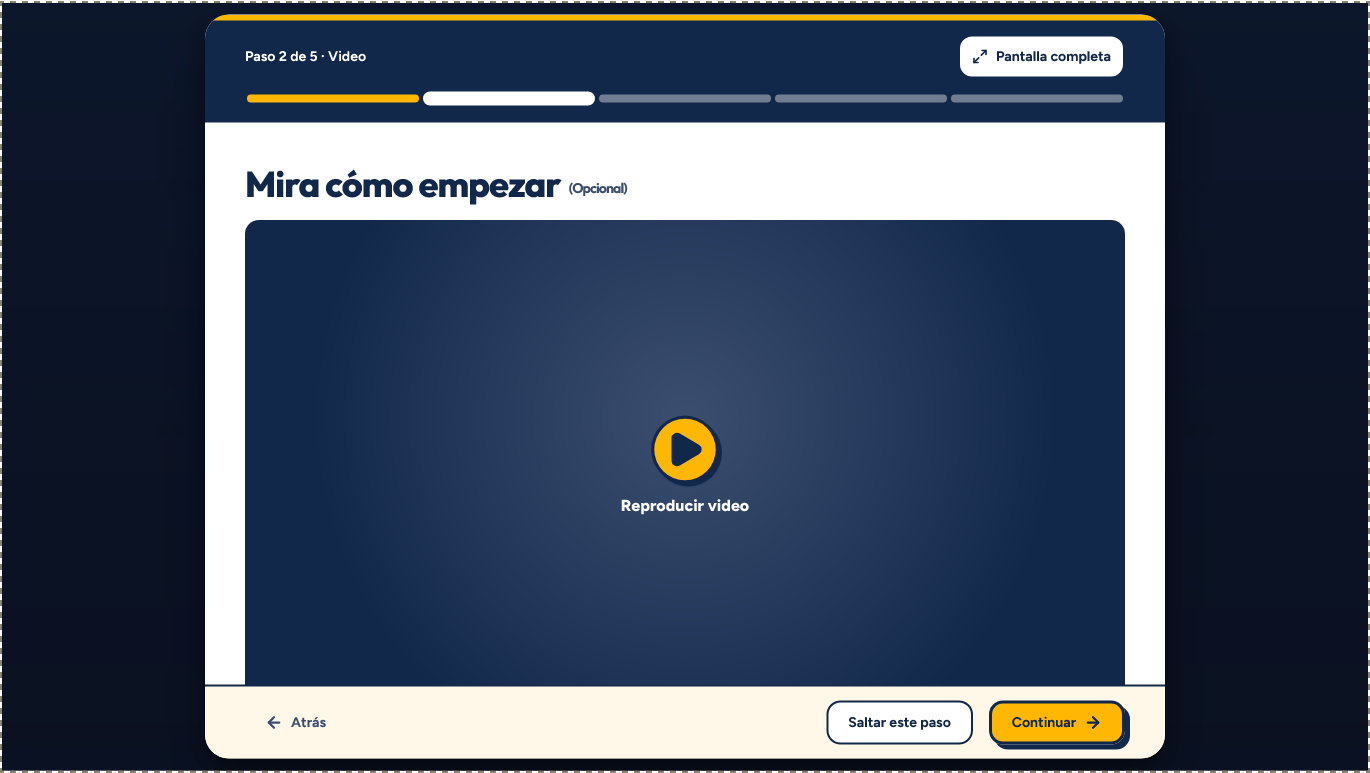 Paso 2 de 5 · Video
Pantalla completa
Mira cómo empezar (Opcional)
Reproducir video
Atrás
Saltar este paso
Continuar